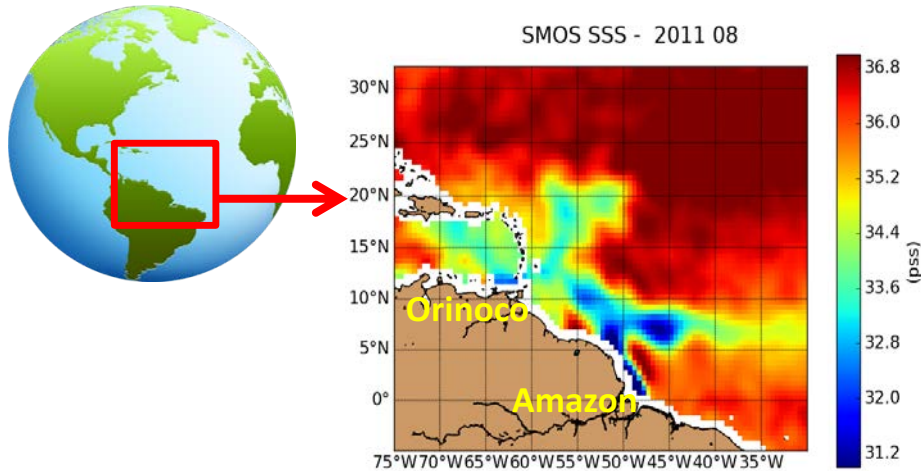 SMOS SSS - 2011 08
30°N
25°N
20°N
15°N
10°N
5°N
0°
75°W70°W65°W60°W55°W50°W45°W40°W35°W
Orinoco
Amazon
36.8
36.0
35.2
34.4
33.6
32.8
32.0
31.2
(pss)